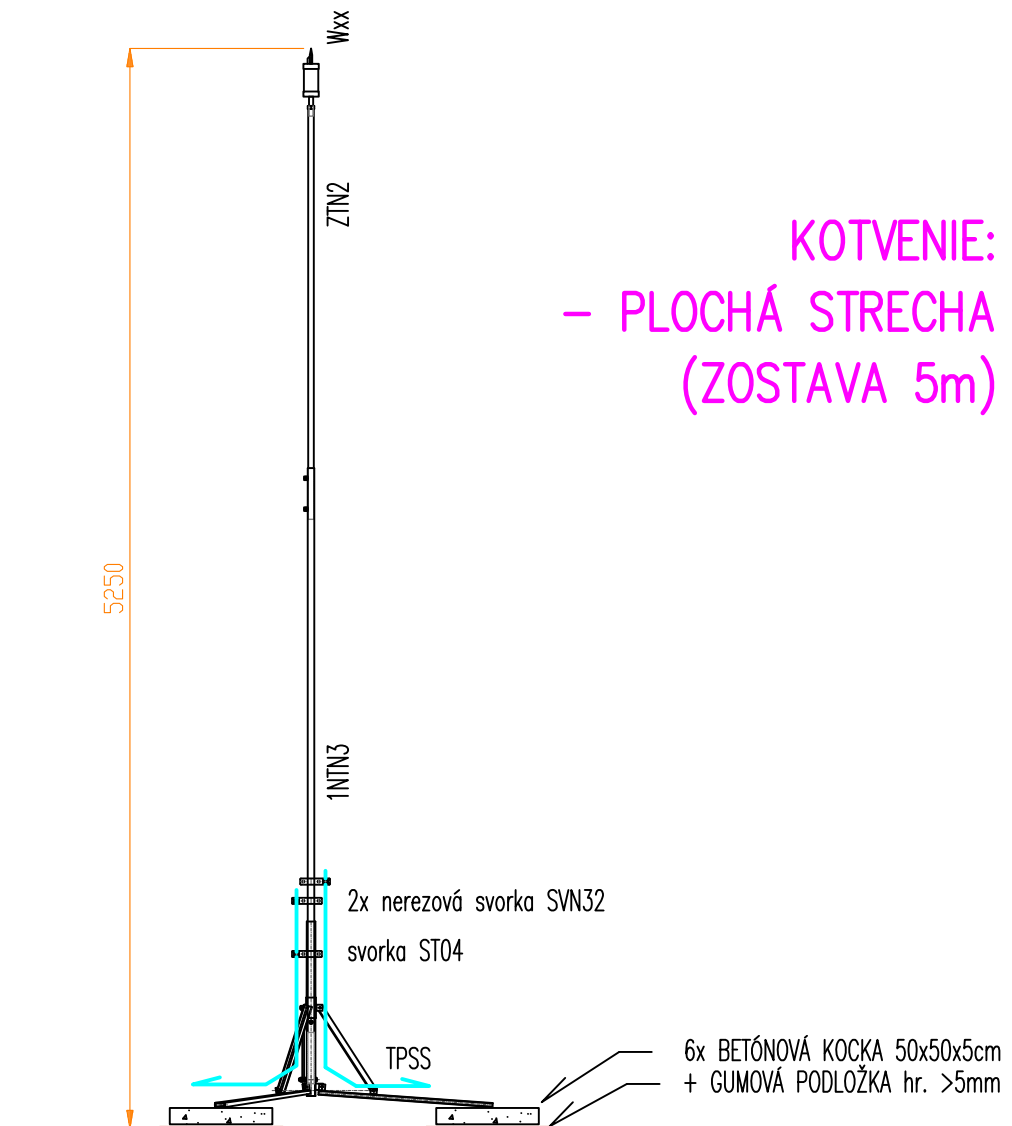 Wxx
ZTN2
KOTVENIE:
– PLOCHÁ STRECHA
(ZOSTAVA 5m)
5250
1NTN3
2x nerezová svorka SVN32
svorka ST04
TPSS
6x BETÓNOVÁ KOCKA 50x50x5cm
+ GUMOVÁ PODLOŽKA hr. >5mm